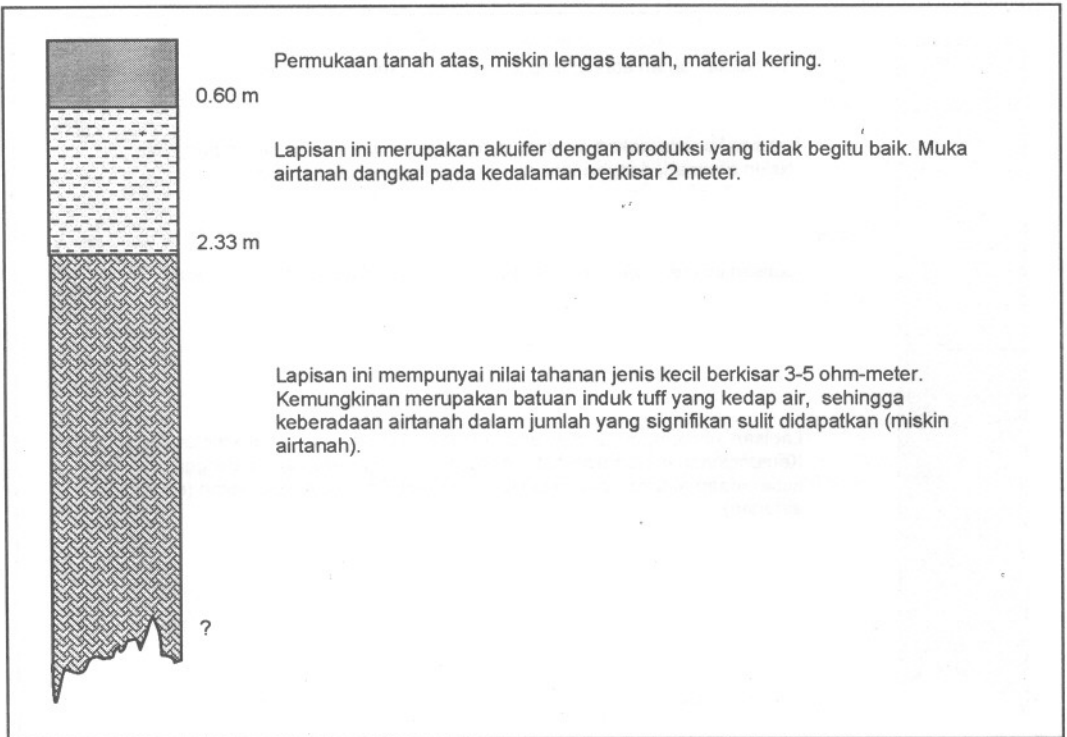 Permukaan tanah atas, miskin lengas tanah, material kering.
0.60 m
Lapisan ini merupakan akuifer dengan produksi yang tidak begitu baik. Muka
airtanah dangkal pada kedalaman berkisar 2 meter.
2.33 m
Lapisan ini mempunyai nilai tahanan jenis kecil berkisar 3-5 ohm-meter.
Kemungkinan merupakan batuan induk tuff yang kedap air, sehingga
keberadaan airtanah dalam jumlah yang signifikan sulit didapatkan (miskin
airtanah).
?